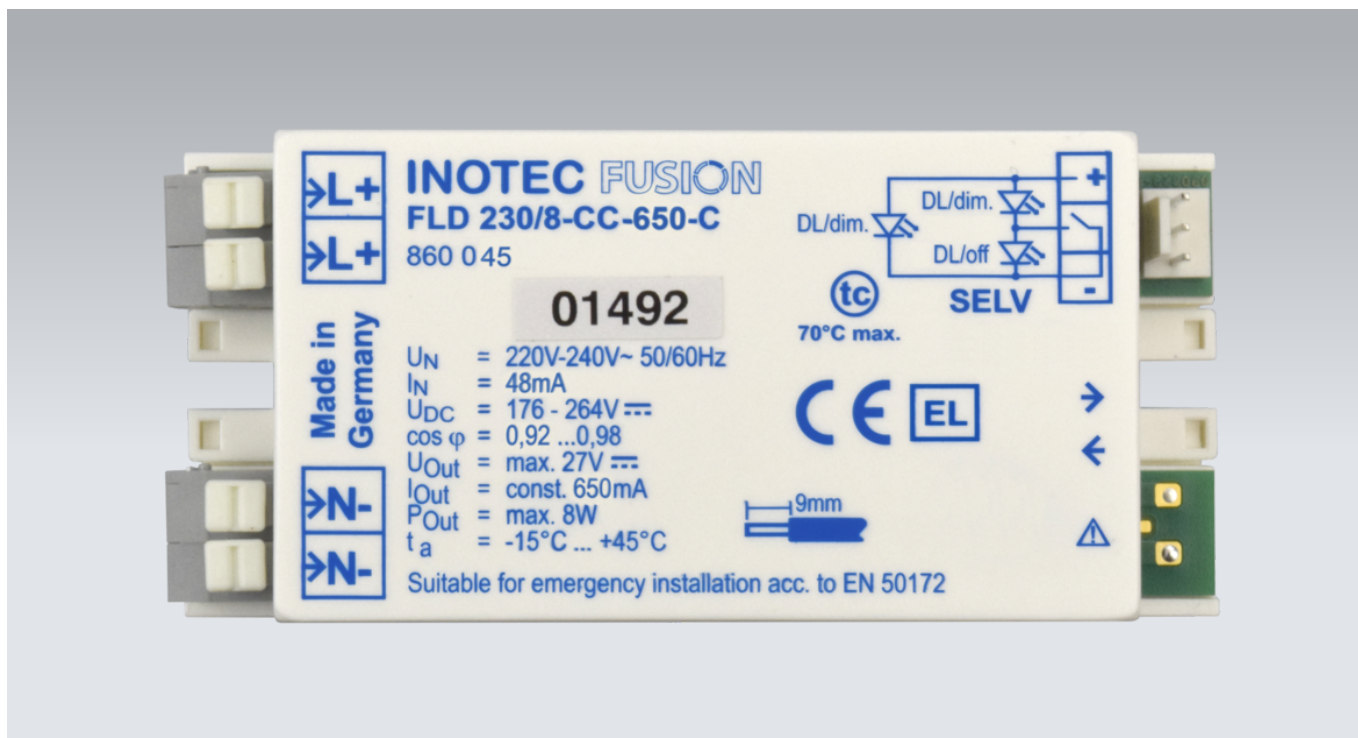 >L+
>L+
Made in
Germany
>N-
>N-
INOTEC FUSION
FLD 230/8-CC-650-C
860 045
01492
UN = 220V-240V~ 50/60Hz
IN = 48mA
UDC = 176 - 264V ⎓
cos φ = 0,92 ...0,98
UOut = max. 27V ⎓
IOut = const. 650mA
POut = max. 8W
ta = -15°C ... +45°C
Suitable for emergency installation acc. to EN 50172
DL/dim.
DL/dim.
DL/off
+
-
SELV
tc
70°C max.
CE EL
9mm